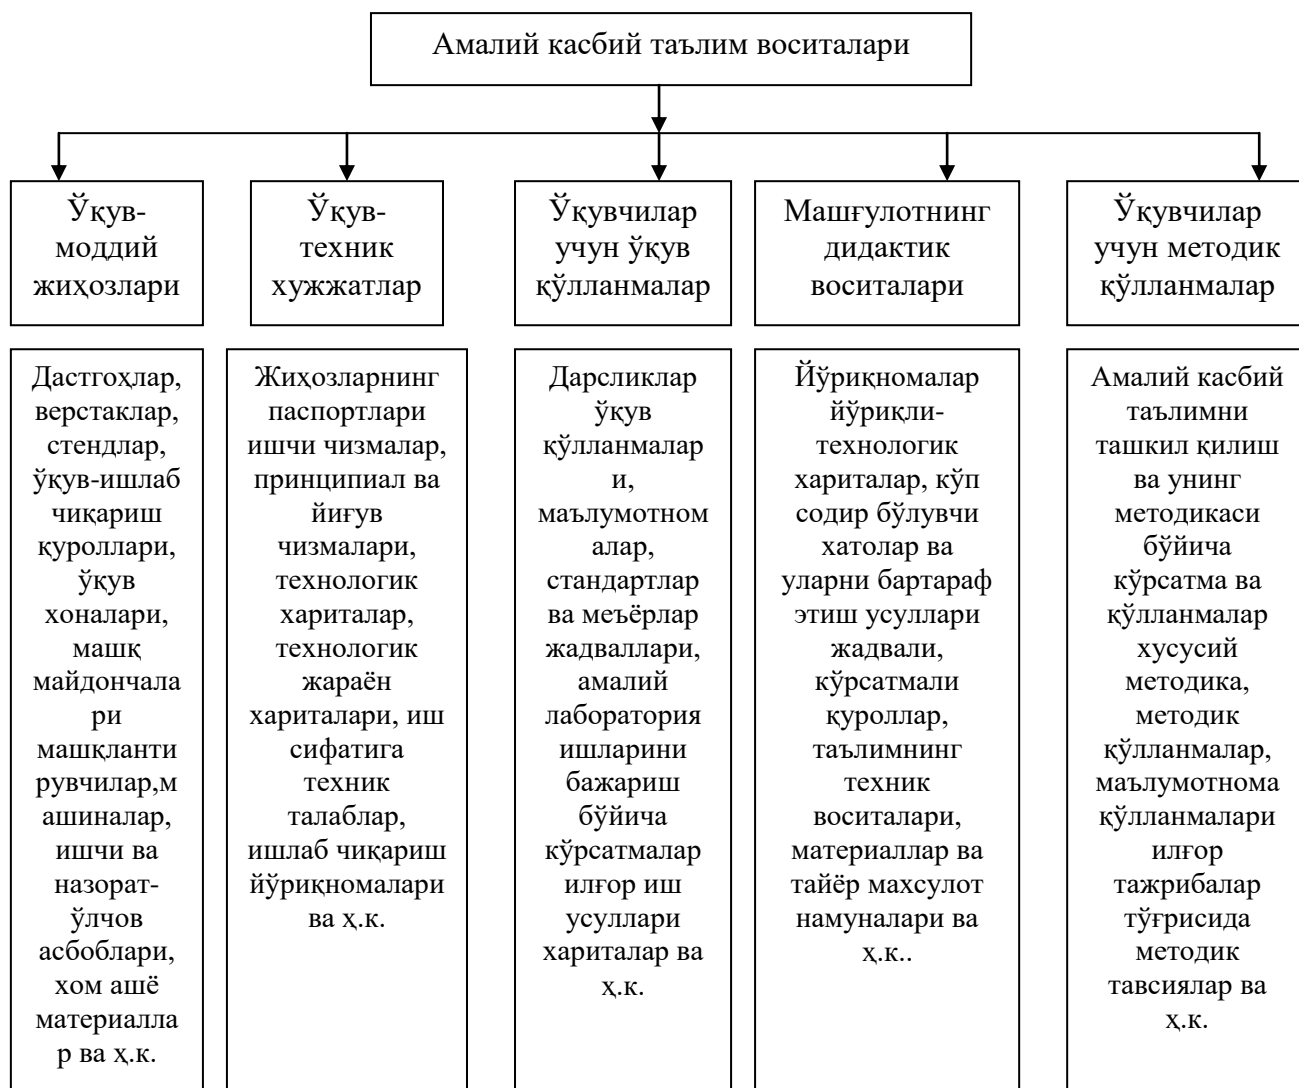 Амалий касбий таълим воситалари
Ўқув-
моддий
жиҳозлари
Ўқув-
техник
хужжатлар
Ўқувчилар
учун ўқув
қўлланмалар
Машғулотнинг
дидактик
воситалари
Ўқувчилар
учун методик
қўлланмалар
Дастгоҳлар,
верстаклар,
стендлар,
ўқув-ишлаб
чиқариш
қуроллари,
ўқув
хоналари,
машқ
майдончала
ри
машқланти
рувчилар,м
ашиналар,
ишчи ва
назорат-
ўлчов
асбоблари,
хом ашё
материалла
р ва ҳ.к.
Жиҳозларнинг
паспортлари
ишчи чизмалар,
принципиал ва
йиғув
чизмалари,
технологик
хариталар,
технологик
жараён
хариталари, иш
сифатига
техник
талаблар,
ишлаб чиқариш
йўриқномалари
ва ҳ.к.
Дарсликлар
ўқув
қўлланмалар
и,
маълумотном
алар,
стандартлар
ва меъёрлар
жадваллари,
амалий
лаборатория
ишларини
бажариш
бўйича
кўрсатмалар
илғор иш
усуллари
хариталар ва
ҳ.к.
Йўриқномалар
йўриқли-
технологик
хариталар, кўп
содир бўлувчи
хатолар ва
уларни бартараф
этиш усуллари
жадвали,
кўрсатмали
қуроллар,
таълимнинг
техник
воситалари,
материаллар ва
тайёр махсулот
намуналари ва
ҳ.к..
Амалий касбий
таълимни
ташкил қилиш
ва унинг
методикаси
бўйича
кўрсатма ва
қўлланмалар
хусусий
методика,
методик
қўлланмалар,
маълумотнома
қўлланмалари
илғор
тажрибалар
тўғрисида
методик
тавсиялар ва
ҳ.к.